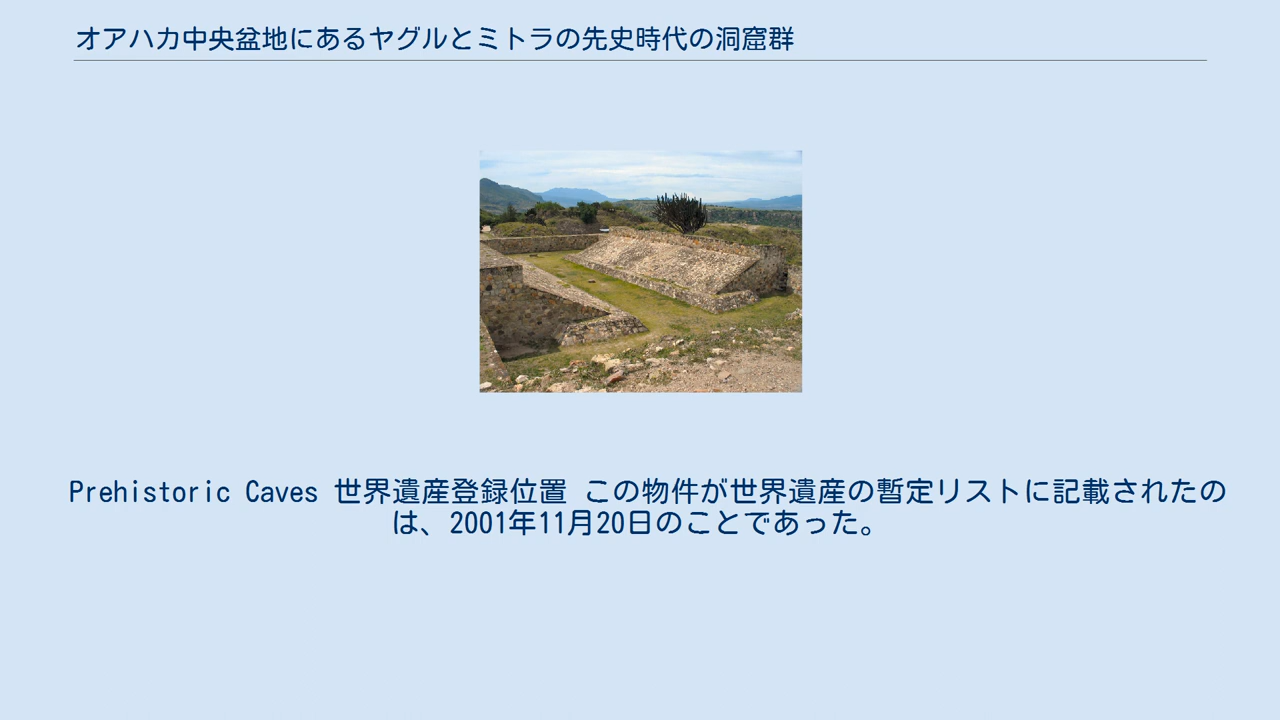 オアハカ中央盆地にあるヤグルとミトラの先史時代の洞窟群
Prehistoric Caves 世界遺産登録位置 この物件が世界遺産の暫定リストに記載されたの
は、2001年11月20日のことであった。